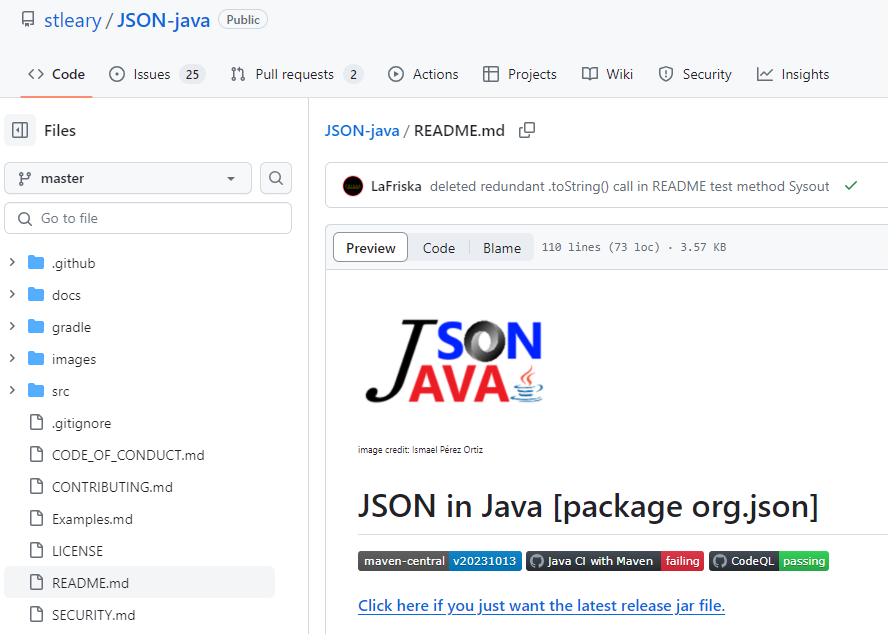 stleary / JSON-java Public
Code Issues 25 Pull requests 2 Actions Projects Wiki Security Insights
Files
master
Go to file
.github
docs
gradle
images
src
.gitignore
CODE_OF_CONDUCT.md
CONTRIBUTING.md
Examples.md
LICENSE
README.md
SECURITY.md
JSON-java / README.md
LaFriska deleted redundant .toString() call in README test method Sysout
Preview Code Blame 110 lines (73 loc) · 3.57 KB
JSON
JAVA
image credit: Ismael Pérez Ortiz
JSON in Java [package org.json]
maven-central v20231013 Java CI with Maven failing CodeQL passing
Click here if you just want the latest release jar file.